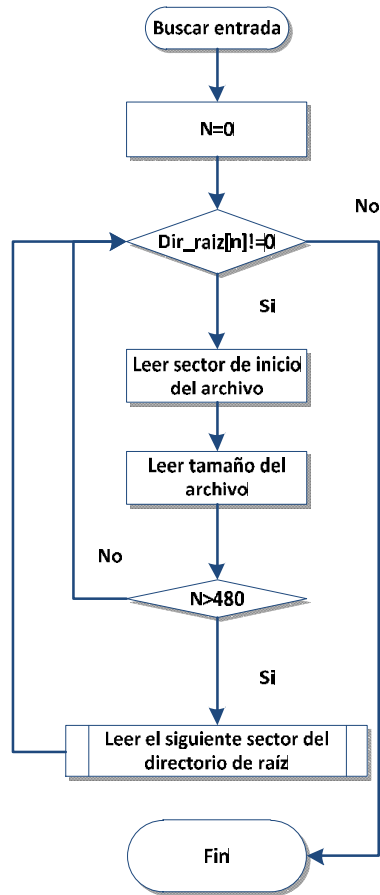 Buscar entrada
N=0
No
Dir_raiz[n]!=0
Si
Leer sector de inicio
del archivo
Leer tamaño del
archivo
No
N>480
Si
Leer el siguiente sector del
directorio de raíz
Fin